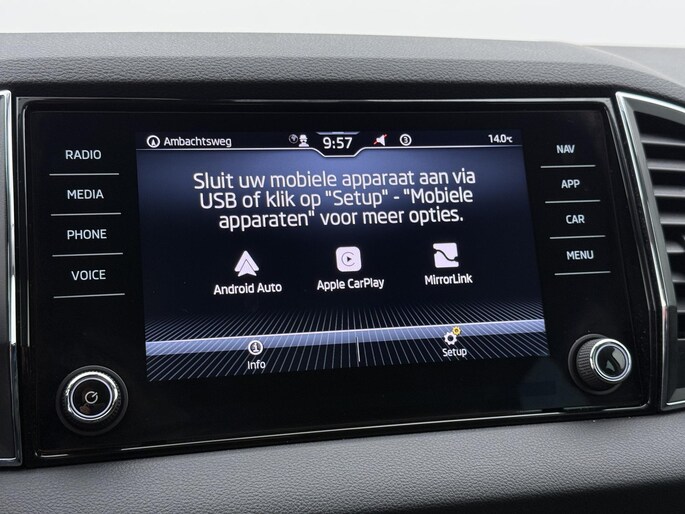 Ambachtsweg 9:57 3 14.0°C
RADIO
MEDIA
PHONE
VOICE
Sluit uw mobiele apparaat aan via
USB of klik op "Setup" - "Mobiele
apparaten" voor meer opties.
Android Auto Apple CarPlay MirrorLink
Info Setup
NAV
APP
CAR
MENU